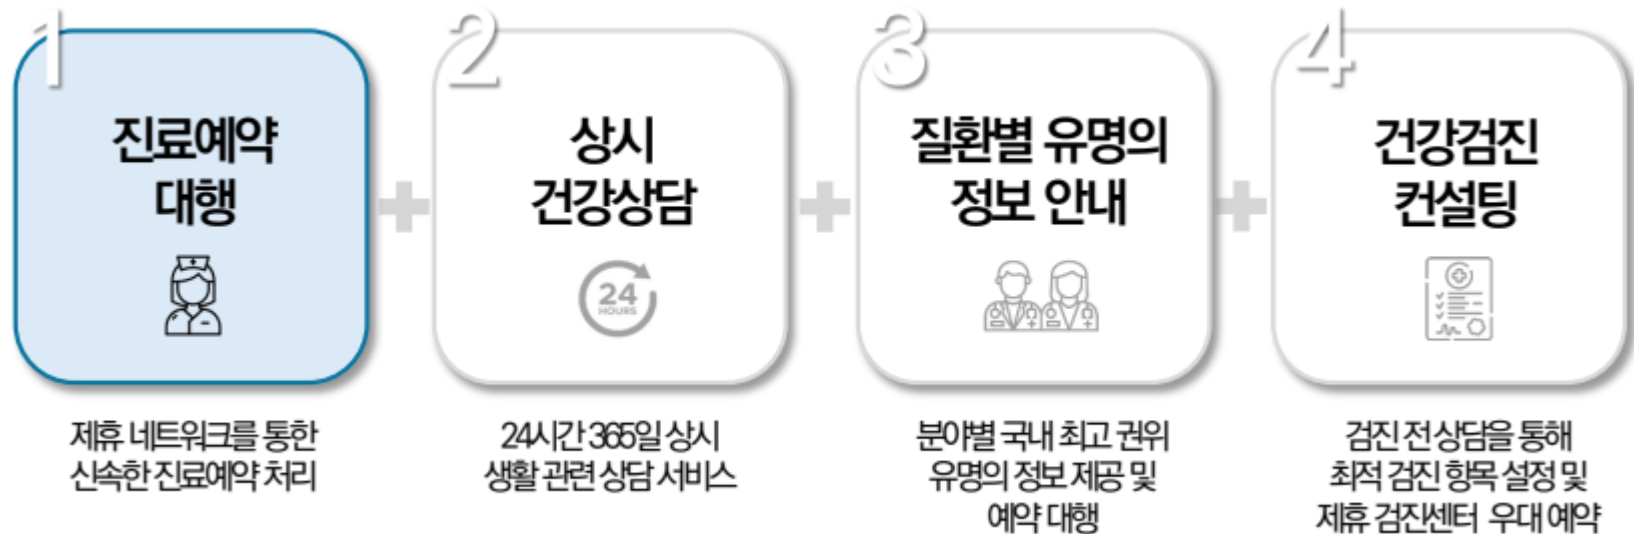 1
진료예약
대행
제휴 네트워크를 통한
신속한 진료예약 처리
2
상시
건강상담
24
HOURS
24시간 365일 상시
생활 관련 상담 서비스
3
질환별 유명의
정보 안내
분야별 국내 최고 권위
유명의 정보 제공 및
예약 대행
4
건강검진
컨설팅
검진 전 상담을 통해
최적 검진 항목 설정 및
제휴 검진센터 우대 예약